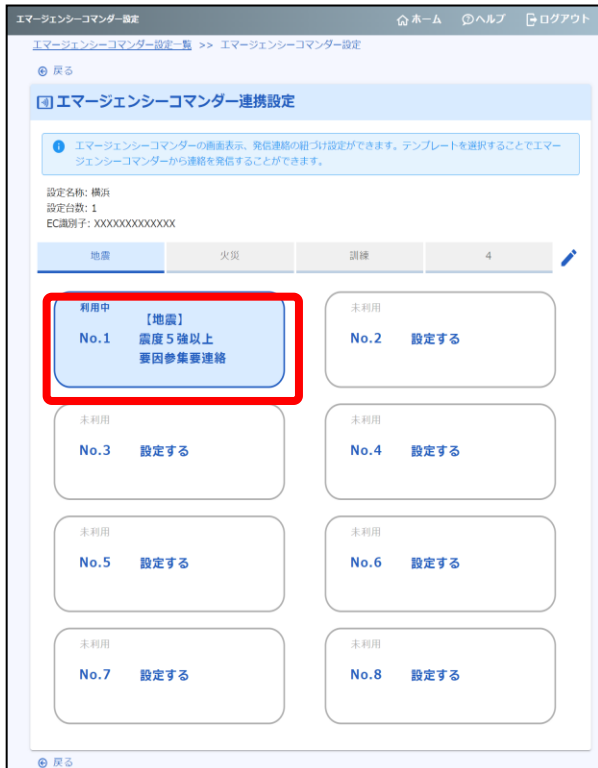 エマージェンシーコマンダー設定 ホーム ヘルプ ログアウト
エマージェンシーコマンダー設定一覧 >> エマージェンシーコマンダー設定
戻る
エマージェンシーコマンダー連携設定
エマージェンシーコマンダーの画面表示、発信連絡の紐づけ設定ができます。テンプレートを選択することでエマー
ジェンシーコマンダーから連絡を発信することができます。
設定名称: 横浜
設定台数: 1
EC識別子: XXXXXXXXXXXXX
地震 火災 訓練 4
利用中
No.1
【地震】
震度5強以上
要因参集要連絡
未利用
No.2 設定する
未利用
No.3 設定する
未利用
No.4 設定する
未利用
No.5 設定する
未利用
No.6 設定する
未利用
No.7 設定する
未利用
No.8 設定する
戻る